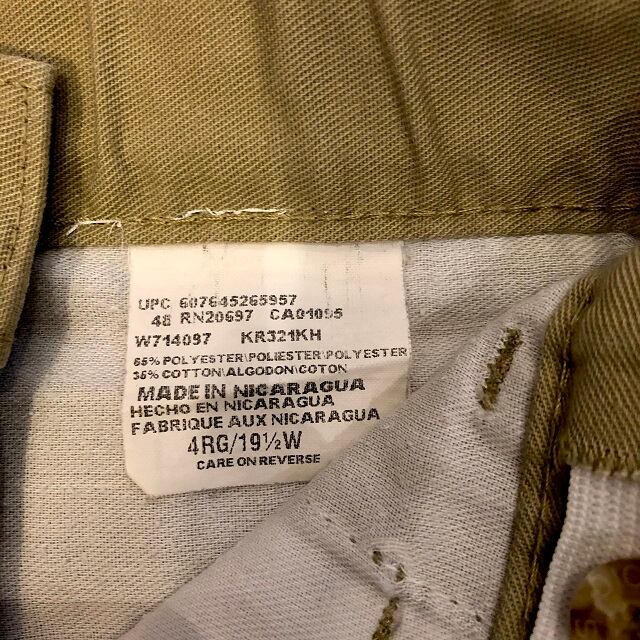 UPC 607645265957
48 RN20697 CA01095
W714097 KR321KH
65% POLYESTER\POLIESTER\POLYESTER
35% COTTON\ALGODON\COTON
MADE IN NICARAGUA
HECHO EN NICARAGUA
FABRIQUE AUX NICARAGUA
4RG/19½W
CARE ON REVERSE